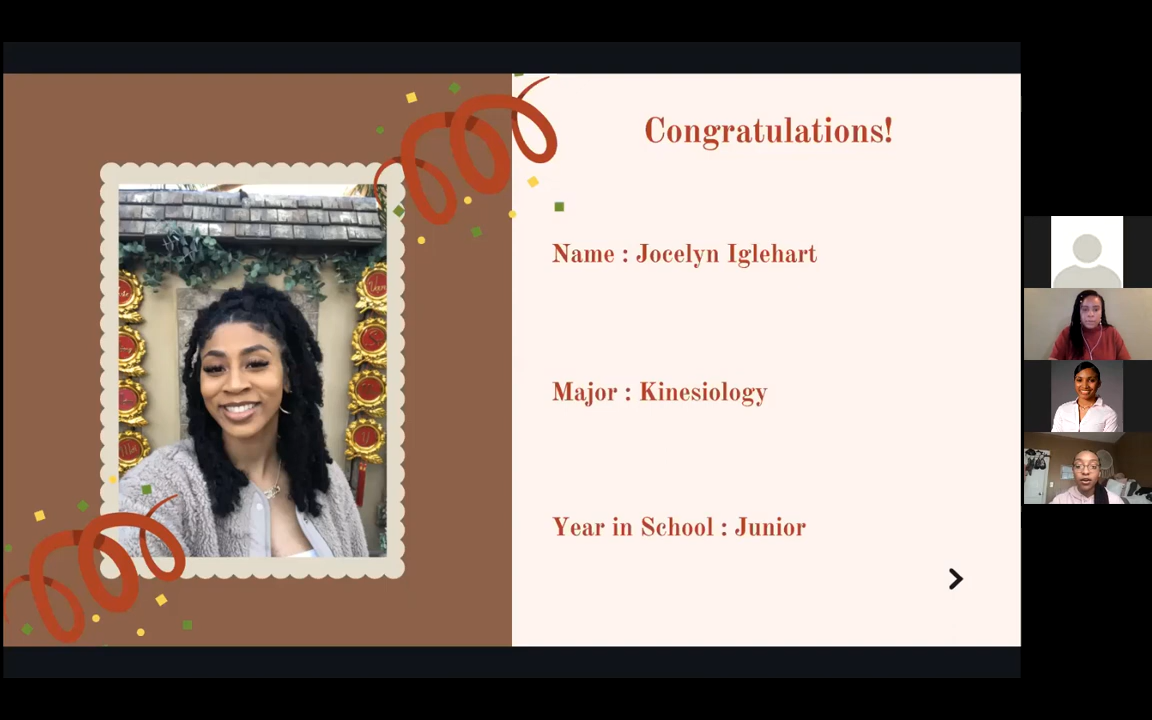 Congratulations!
Name : Jocelyn Iglehart
Major : Kinesiology
Year in School : Junior